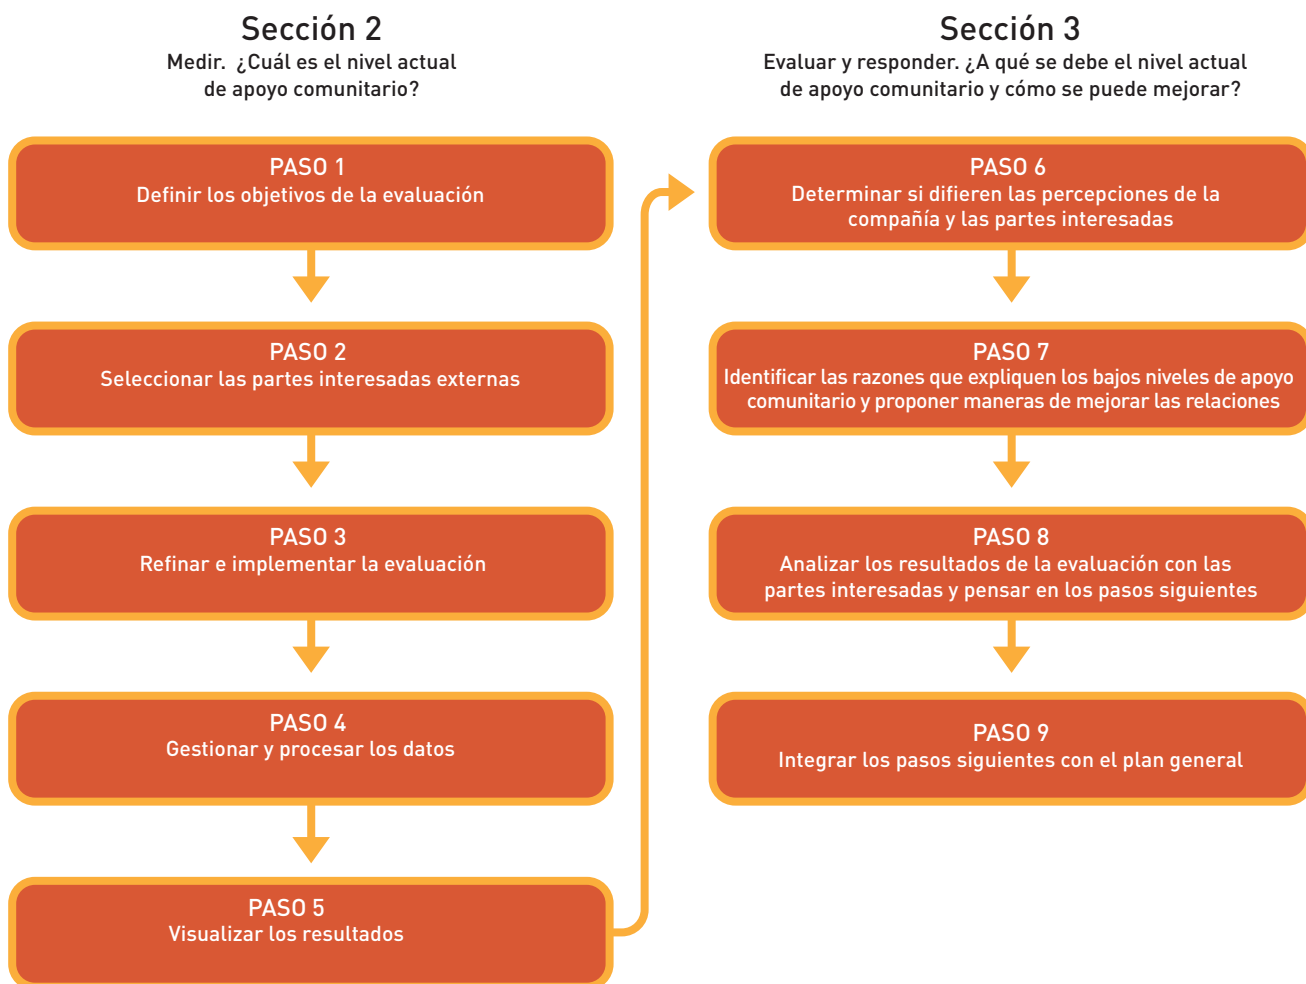 Sección 2
Medir. ¿Cuál es el nivel actual
de apoyo comunitario?
PASO 1
Definir los objetivos de la evaluación
PASO 2
Seleccionar las partes interesadas externas
PASO 3
Refinar e implementar la evaluación
PASO 4
Gestionar y procesar los datos
PASO 5
Visualizar los resultados
Sección 3
Evaluar y responder. ¿A qué se debe el nivel actual
de apoyo comunitario y cómo se puede mejorar?
PASO 6
Determinar si difieren las percepciones de la
compañía y las partes interesadas
PASO 7
Identificar las razones que expliquen los bajos niveles de apoyo
comunitario y proponer maneras de mejorar las relaciones
PASO 8
Analizar los resultados de la evaluación con las
partes interesadas y pensar en los pasos siguientes
PASO 9
Integrar los pasos siguientes con el plan general